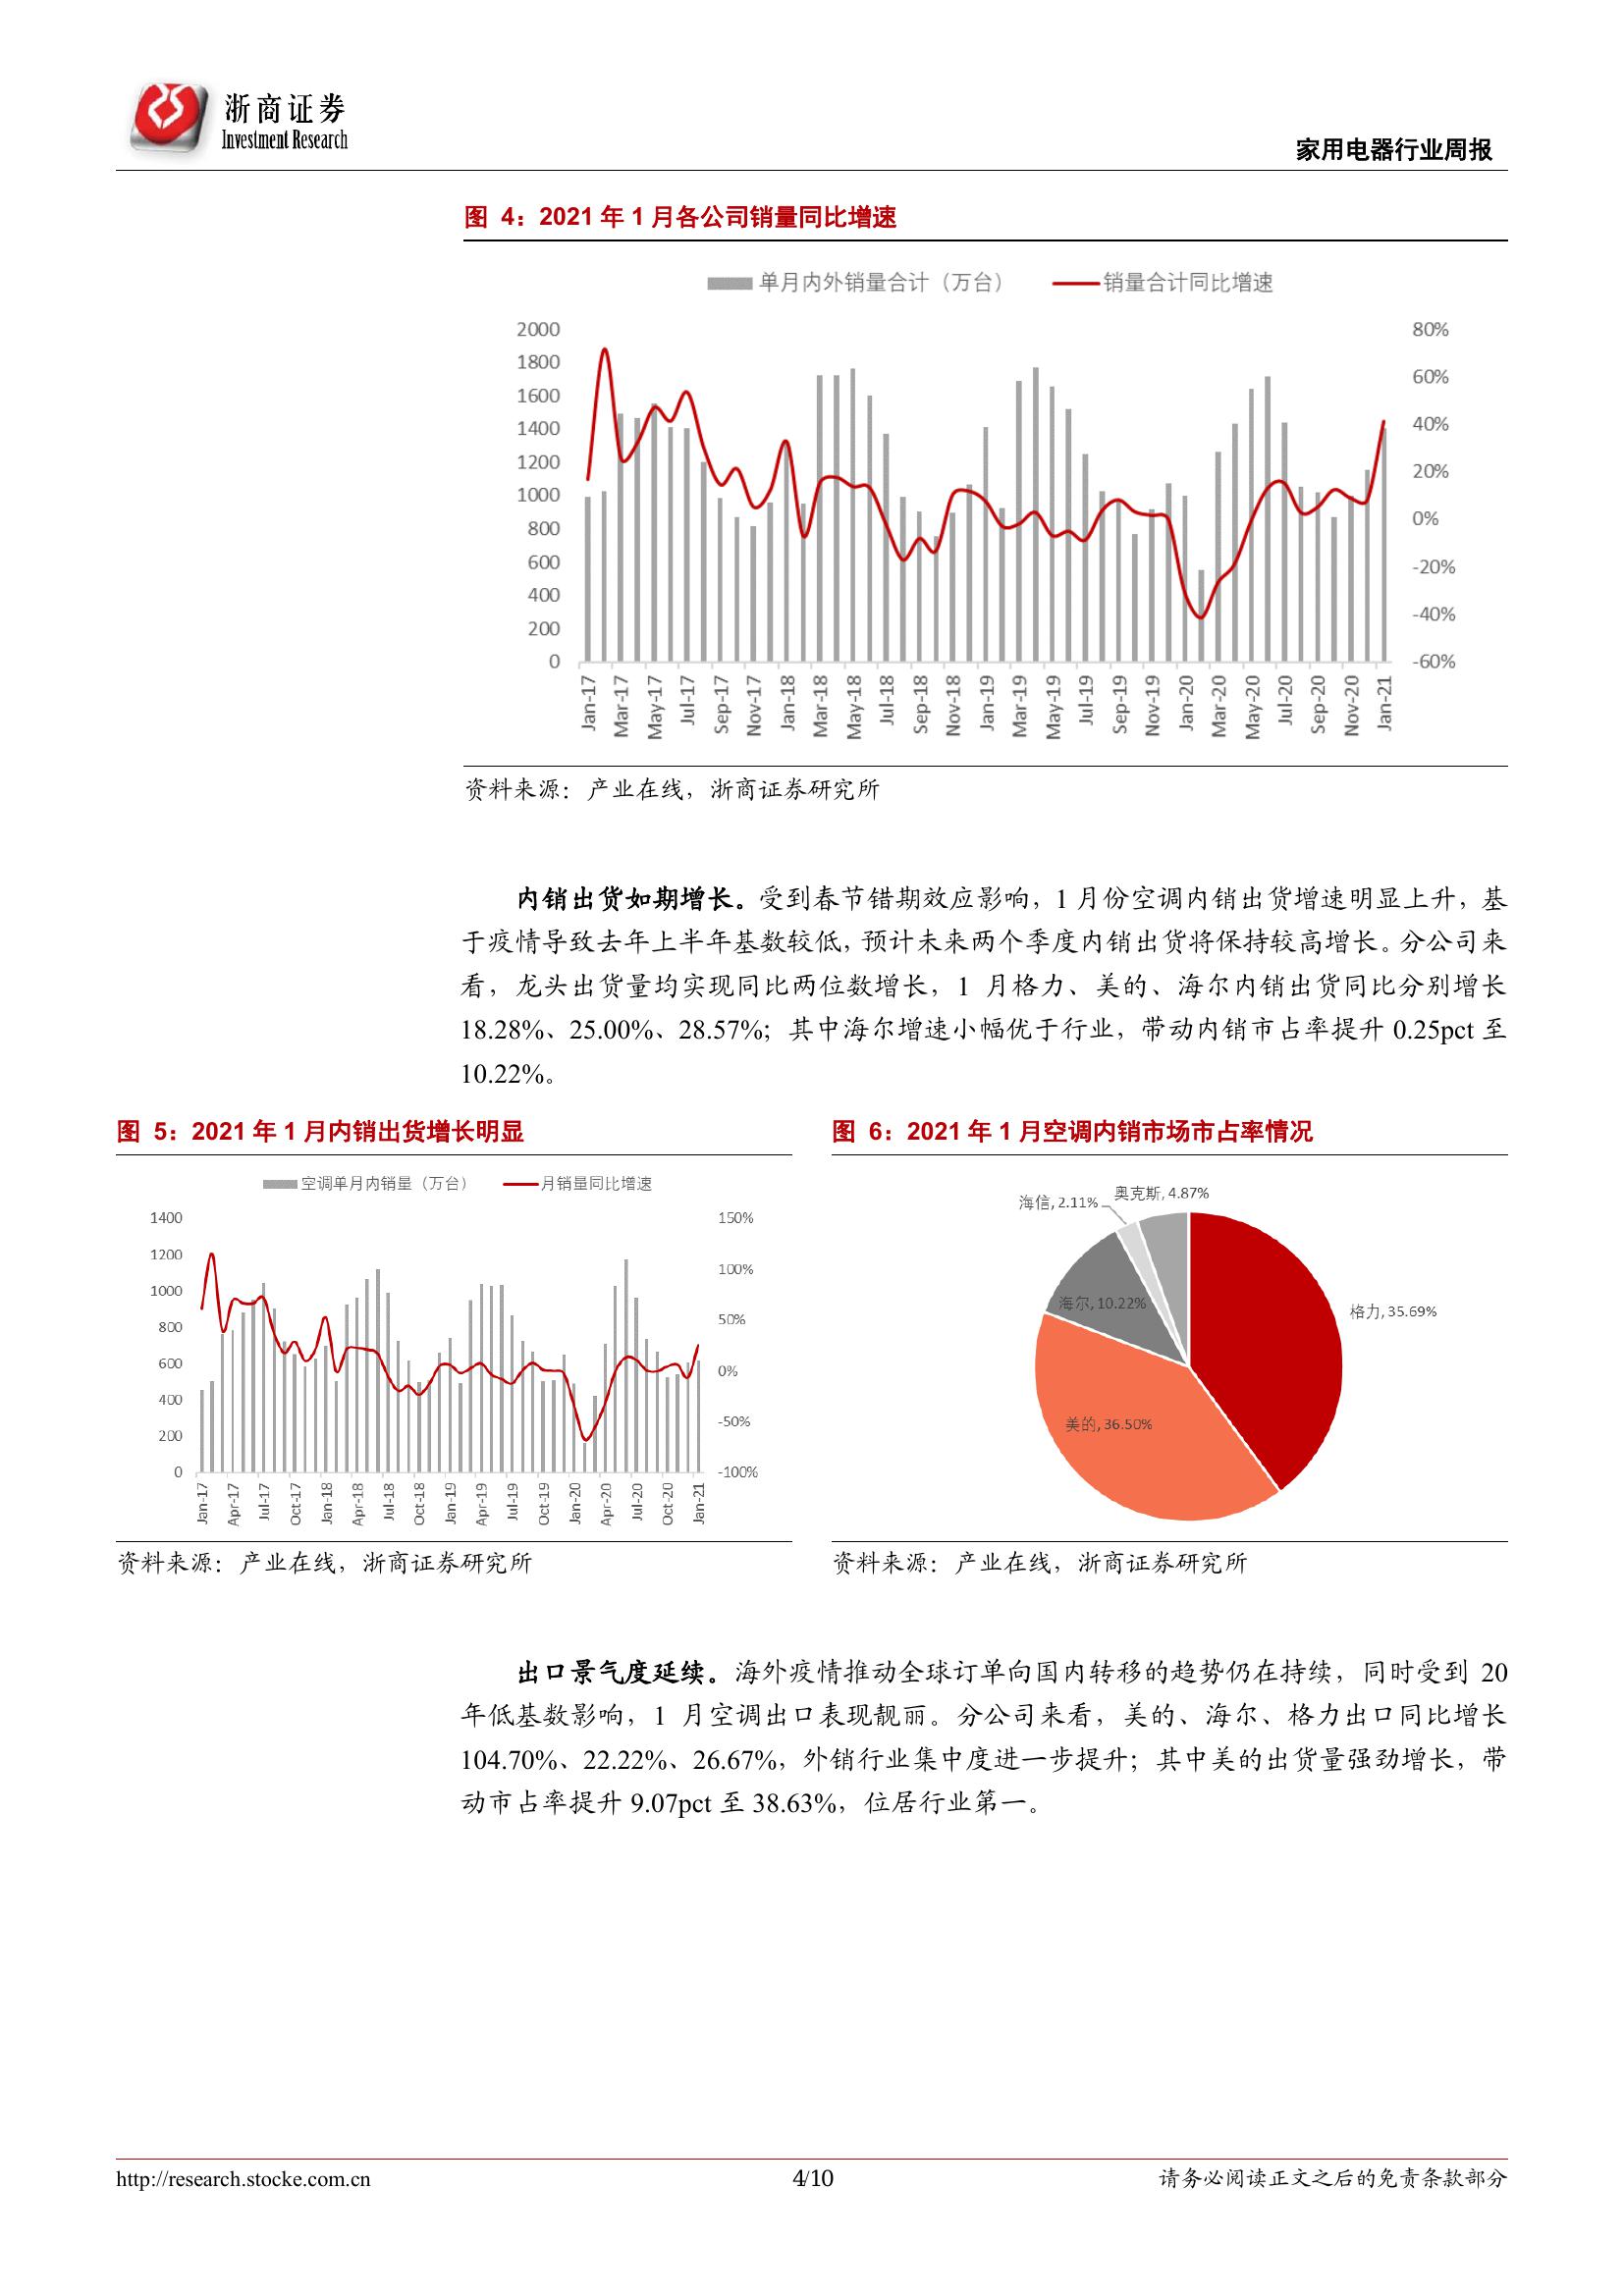 浙商证券
Investment Research
家用电器行业周报
图 4：2021 年 1 月各公司销量同比增速
单月内外销量合计（万台）
销量合计同比增速
2000
1800
1600
1400
1200
1000
800
600
400
200
0
80%
60%
40%
20%
0%
-20%
-40%
-60%
Jan-17
Mar-17
May-17
Jul-17
Sep-17
Nov-17
Jan-18
Mar-18
May-18
Jul-18
Sep-18
Nov-18
Jan-19
Mar-19
May-19
Jul-19
Sep-19
Nov-19
Jan-20
Mar-20
May-20
Jul-20
Sep-20
Nov-20
Jan-21
资料来源：产业在线，浙商证券研究所
内销出货如期增长。受到春节错期效应影响，1 月份空调内销出货增速明显上升，基
于疫情导致去年上半年基数较低，预计未来两个季度内销出货将保持较高增长。分公司来
看，龙头出货量均实现同比两位数增长，1 月格力、美的、海尔内销出货同比分别增长
18.28%、25.00%、28.57%；其中海尔增速小幅优于行业，带动内销市占率提升 0.25pct 至
10.22%。
图 5：2021 年 1 月内销出货增长明显
空调单月内销量（万台）
月销量同比增速
1400
1200
1000
800
600
400
200
0
150%
100%
50%
0%
-50%
-100%
Jan-17
Apr-17
Jul-17
Oct-17
Jan-18
Apr-18
Jul-18
Oct-18
Jan-19
Apr-19
Jul-19
Oct-19
Jan-20
Apr-20
Jul-20
Oct-20
Jan-21
资料来源：产业在线，浙商证券研究所
图 6：2021 年 1 月空调内销市场市占率情况
海信, 2.11%
奥克斯, 4.87%
海尔, 10.22%
格力, 35.69%
美的, 36.50%
资料来源：产业在线，浙商证券研究所
出口景气度延续。海外疫情推动全球订单向国内转移的趋势仍在持续，同时受到 20
年低基数影响，1 月空调出口表现靓丽。分公司来看，美的、海尔、格力出口同比增长
104.70%、22.22%、26.67%，外销行业集中度进一步提升；其中美的出货量强劲增长，带
动市占率提升 9.07pct 至 38.63%，位居行业第一。
http://research.stocke.com.cn
4/10
请务必阅读正文之后的免责条款部分